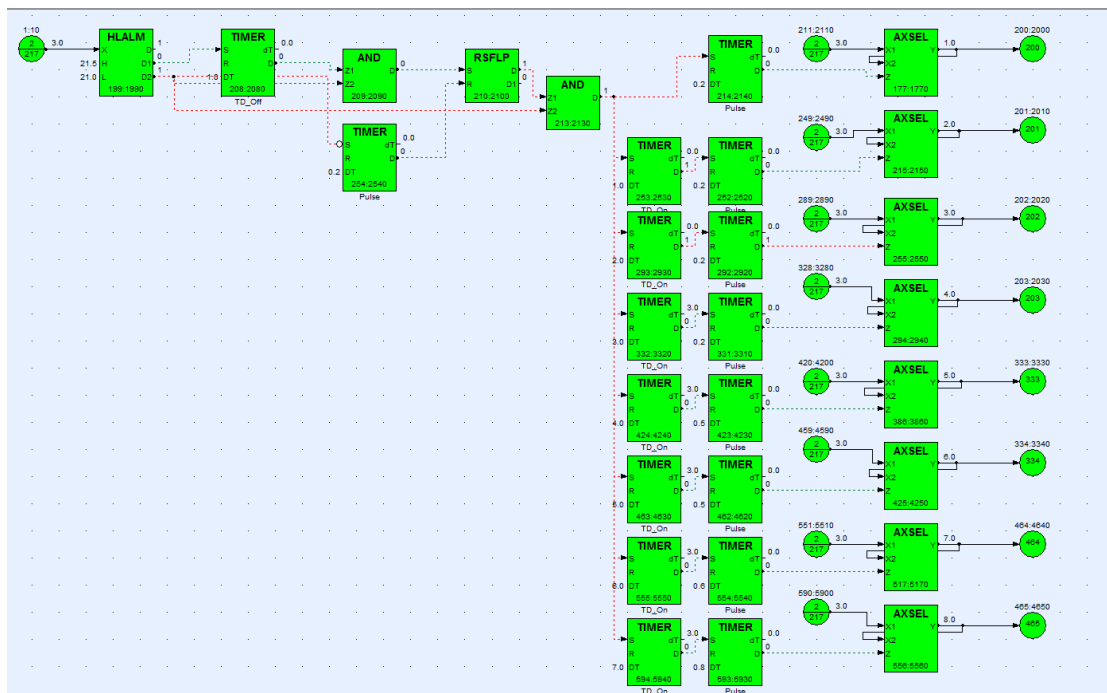 1:10
2
217
3.0
HLALM
X D 1
21.5 H D1 0
21.0 L D2 1
199:1990
TIMER
S dT 0.0
R D 0
1.0 DT
208:2080
TD_Off
AND
Z1 D 0
Z2
209:2090
TIMER
S dT 0.0
R D 0
0.2 DT
254:2540
Pulse
RSFLP
S D 1
R D1 0
210:2100
AND
Z1 D 1
Z2
213:2130
TIMER
S dT 0.0
R D 0
0.2 DT
214:2140
Pulse
211:2110
2
217
3.0
AXSEL
X1 Y 1.0
X2
Z
177:1770
200:2000
200
TIMER
S dT 0.0
R D 1
1.0 DT
253:2530
TD_On
TIMER
S dT 0.0
R D 0
0.2 DT
252:2520
Pulse
249:2490
2
217
3.0
AXSEL
X1 Y 2.0
X2
Z
215:2150
201:2010
201
TIMER
S dT 0.0
R D 1
2.0 DT
293:2930
TD_On
TIMER
S dT 0.0
R D 1
0.2 DT
292:2920
Pulse
289:2890
2
217
3.0
AXSEL
X1 Y 3.0
X2
Z
255:2550
202:2020
202
TIMER
S dT 3.0
R D 0
3.0 DT
332:3320
TD_On
TIMER
S dT 0.0
R D 0
0.2 DT
331:3310
Pulse
328:3280
2
217
3.0
AXSEL
X1 Y 4.0
X2
Z
294:2940
203:2030
203
TIMER
S dT 3.0
R D 0
4.0 DT
424:4240
TD_On
TIMER
S dT 0.0
R D 0
0.5 DT
423:4230
Pulse
420:4200
2
217
3.0
AXSEL
X1 Y 5.0
X2
Z
386:3860
333:3330
333
TIMER
S dT 3.0
R D 0
5.0 DT
463:4630
TD_On
TIMER
S dT 0.0
R D 0
0.5 DT
462:4620
Pulse
459:4590
2
217
3.0
AXSEL
X1 Y 6.0
X2
Z
425:4250
334:3340
334
TIMER
S dT 3.0
R D 0
6.0 DT
555:5550
TD_On
TIMER
S dT 0.0
R D 0
0.6 DT
554:5540
Pulse
551:5510
2
217
3.0
AXSEL
X1 Y 7.0
X2
Z
517:5170
464:4640
464
TIMER
S dT 3.0
R D 0
7.0 DT
594:5940
TD_On
TIMER
S dT 0.0
R D 0
0.8 DT
593:5930
Pulse
590:5900
2
217
3.0
AXSEL
X1 Y 8.0
X2
Z
556:5560
465:4650
465